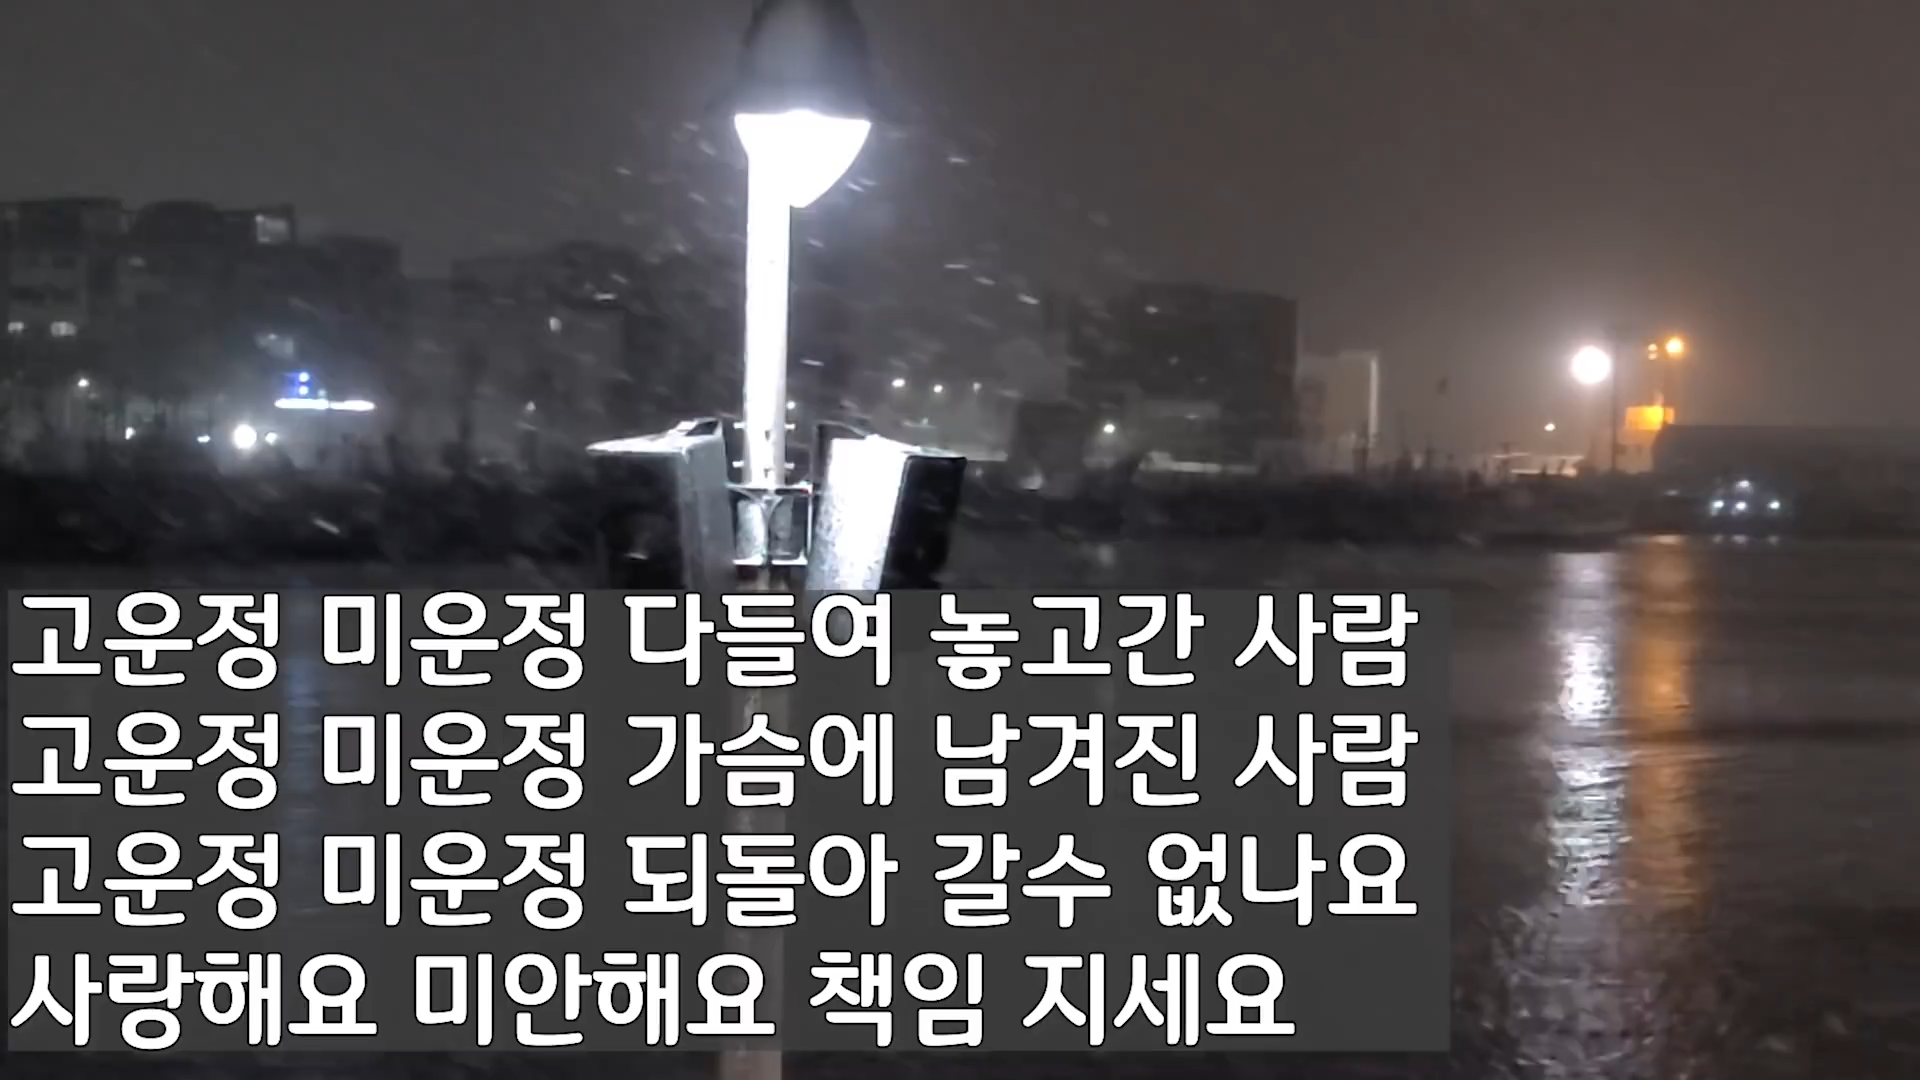 고운정 미운정 다들여 놓고간 사람
고운정 미운정 가슴에 남겨진 사람
고운정 미운정 되돌아 갈수 없나요
사랑해요 미안해요 책임 지세요